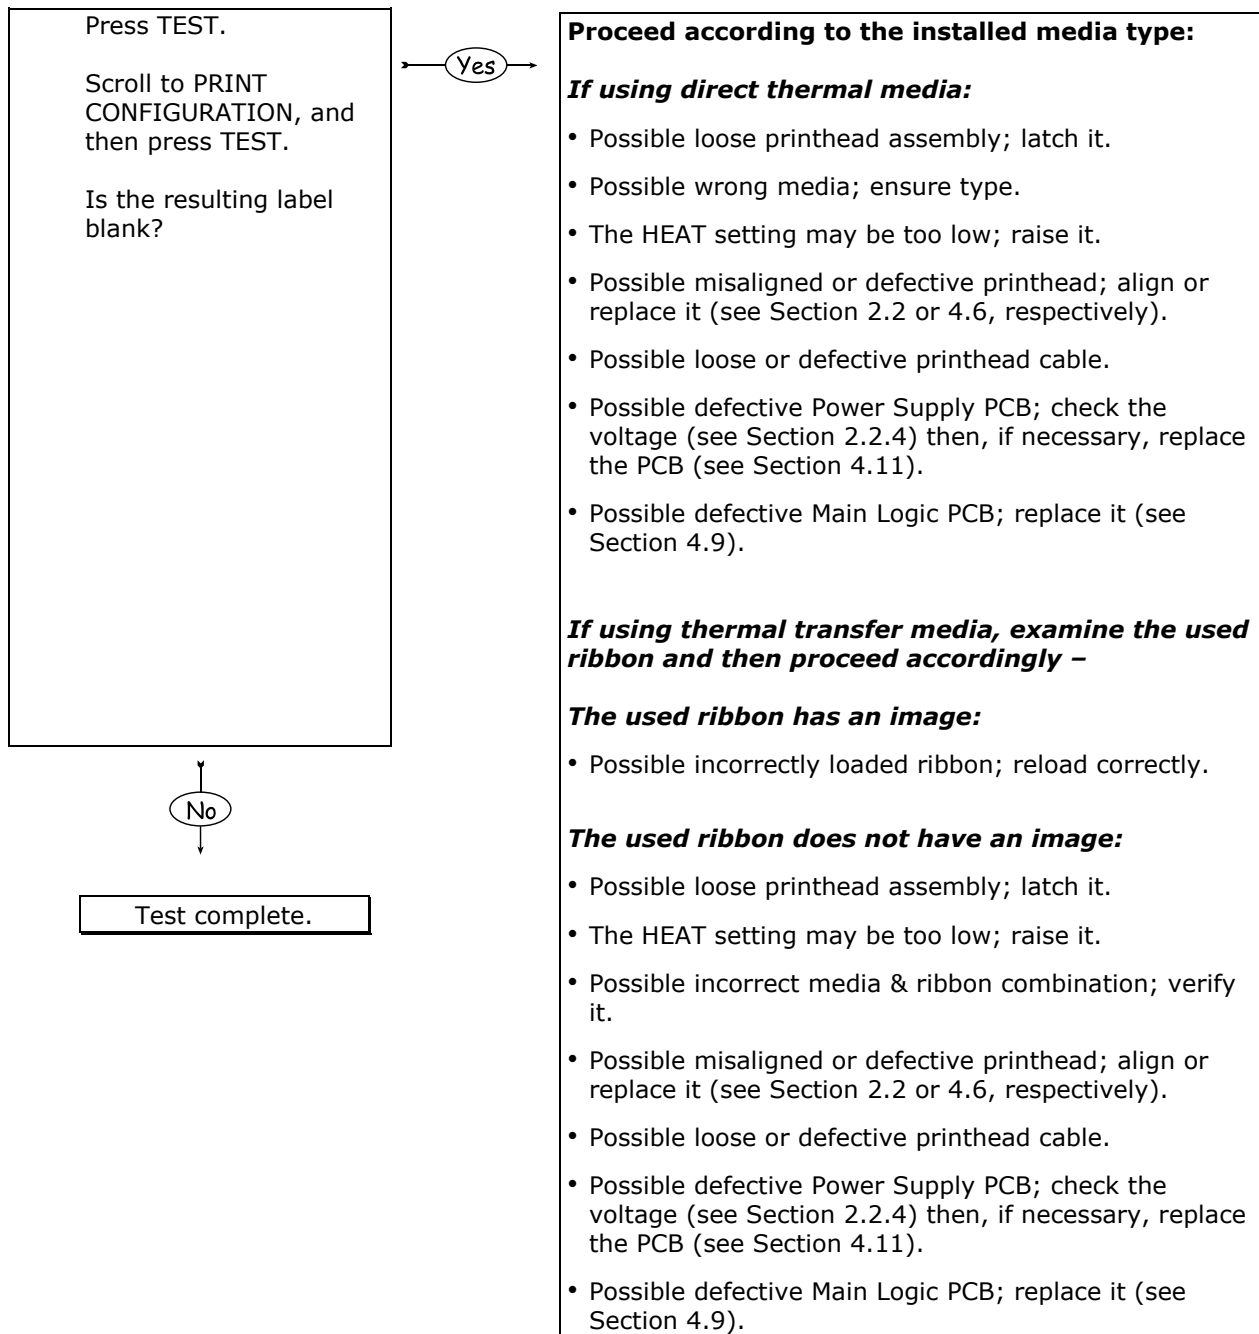 Press TEST.
Scroll to PRINT
CONFIGURATION, and
then press TEST.
Is the resulting label
blank?
Yes
No
Test complete.
Proceed according to the installed media type:
If using direct thermal media:
• Possible loose printhead assembly; latch it.
• Possible wrong media; ensure type.
• The HEAT setting may be too low; raise it.
• Possible misaligned or defective printhead; align or
replace it (see Section 2.2 or 4.6, respectively).
• Possible loose or defective printhead cable.
• Possible defective Power Supply PCB; check the
voltage (see Section 2.2.4) then, if necessary, replace
the PCB (see Section 4.11).
• Possible defective Main Logic PCB; replace it (see
Section 4.9).
If using thermal transfer media, examine the used
ribbon and then proceed accordingly –
The used ribbon has an image:
• Possible incorrectly loaded ribbon; reload correctly.
The used ribbon does not have an image:
• Possible loose printhead assembly; latch it.
• The HEAT setting may be too low; raise it.
• Possible incorrect media & ribbon combination; verify
it.
• Possible misaligned or defective printhead; align or
replace it (see Section 2.2 or 4.6, respectively).
• Possible loose or defective printhead cable.
• Possible defective Power Supply PCB; check the
voltage (see Section 2.2.4) then, if necessary, replace
the PCB (see Section 4.11).
• Possible defective Main Logic PCB; replace it (see
Section 4.9).